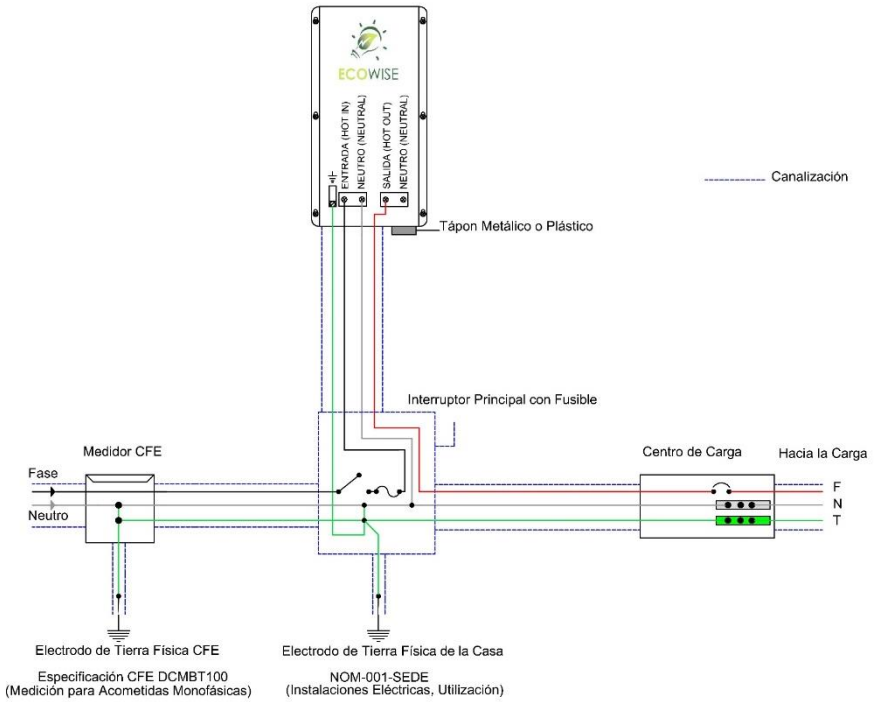 ECOWISE
ENTRADA (HOT IN)
NEUTRO (NEUTRAL)
SALIDA (HOT OUT)
NEUTRO (NEUTRAL)
Canalización
Tápon Metálico o Plástico
Interruptor Principal con Fusible
Medidor CFE
Centro de Carga
Hacia la Carga
Fase
F
N
Neutro
T
Electrodo de Tierra Física CFE
Electrodo de Tierra Física de la Casa
Especificación CFE DCMBT100
(Medición para Acometidas Monofásicas)
NOM-001-SEDE
(Instalaciones Eléctricas, Utilización)